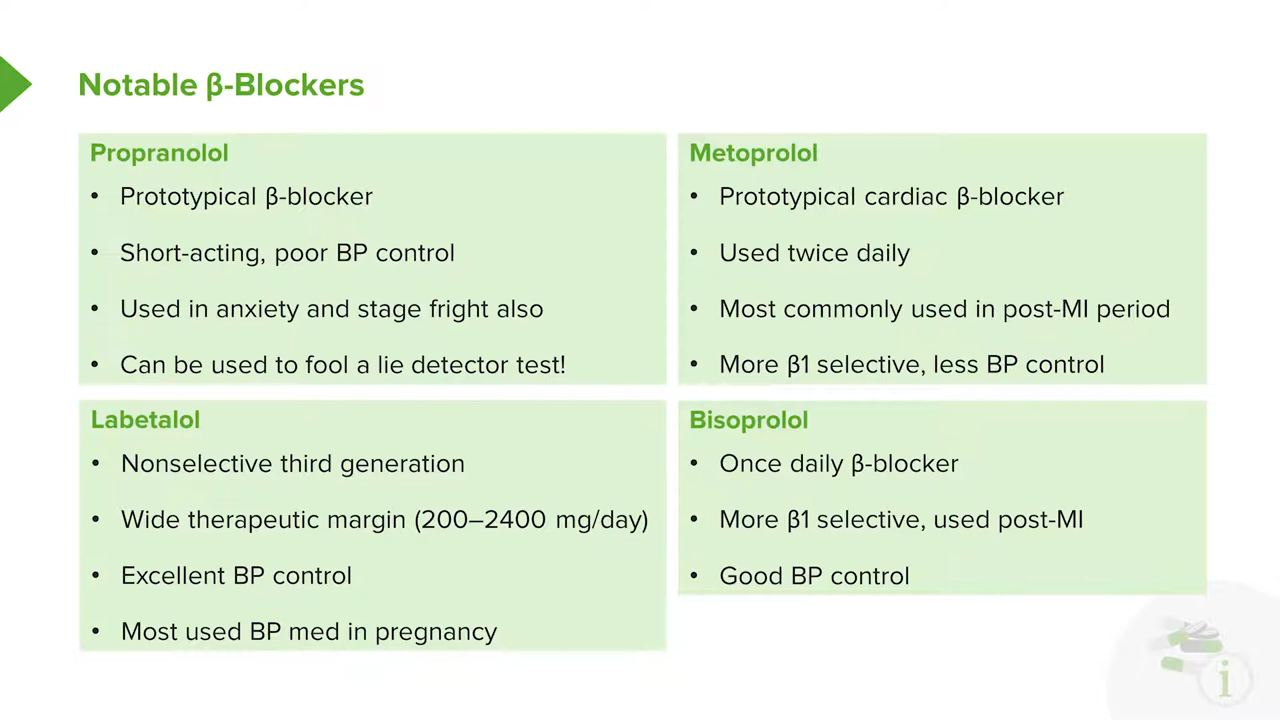 Notable β-Blockers
Propranolol
• Prototypical β-blocker
• Short-acting, poor BP control
• Used in anxiety and stage fright also
• Can be used to fool a lie detector test!
Metoprolol
• Prototypical cardiac β-blocker
• Used twice daily
• Most commonly used in post-MI period
• More β1 selective, less BP control
Labetalol
• Nonselective third generation
• Wide therapeutic margin (200–2400 mg/day)
• Excellent BP control
• Most used BP med in pregnancy
Bisoprolol
• Once daily β-blocker
• More β1 selective, used post-MI
• Good BP control
i